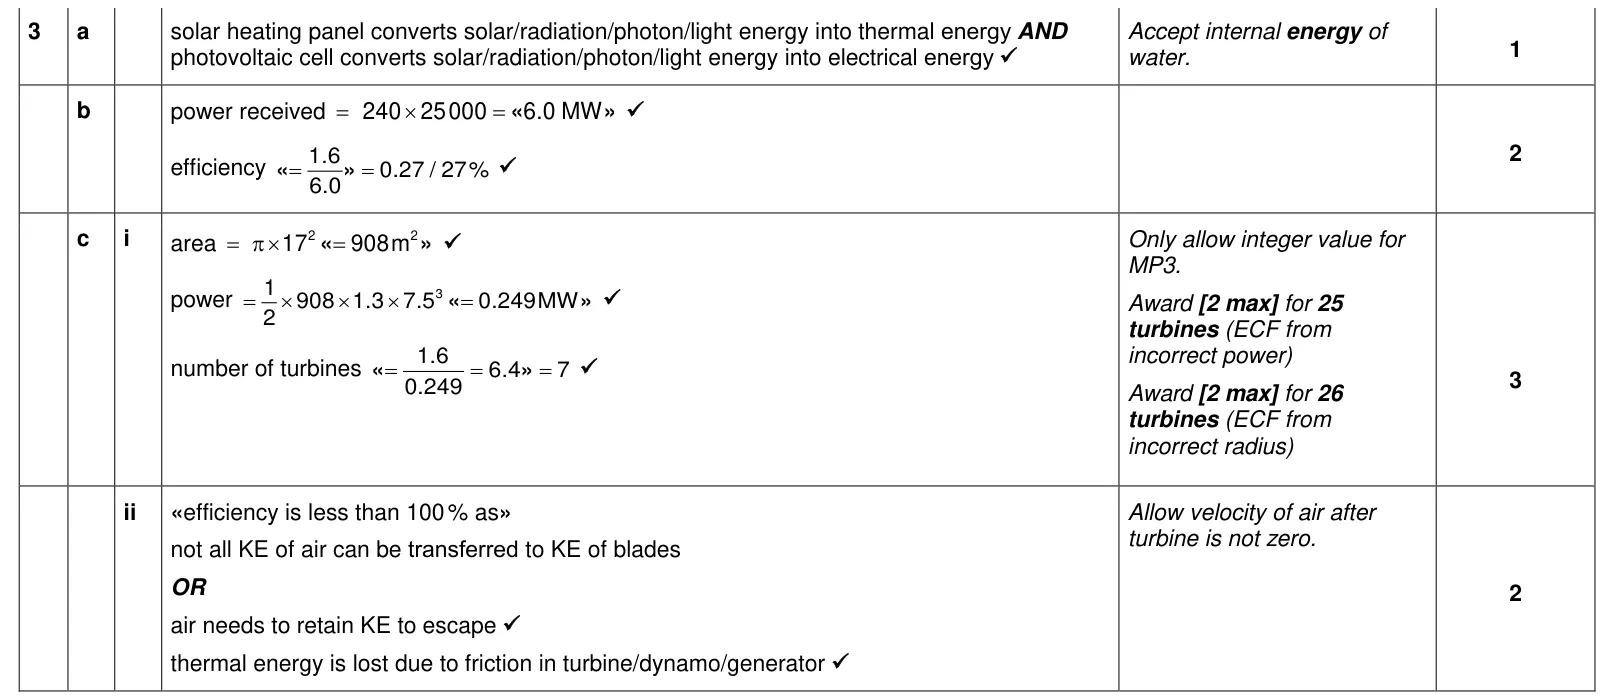 3 a solar heating panel converts solar/radiation/photon/light energy into thermal energy AND
photovoltaic cell converts solar/radiation/photon/light energy into electrical energy ✓
Accept internal energy of
water.
1
b power received = 240×25000 = «6.0 MW» ✓
efficiency «= 1.6/6.0» = 0.27 / 27% ✓
2
c i area = π×17² «= 908 m²» ✓
power = 1/2 ×908×1.3×7.5³ «= 0.249 MW» ✓
number of turbines «= 1.6/0.249 = 6.4» = 7 ✓
Only allow integer value for
MP3.
Award [2 max] for 25
turbines (ECF from
incorrect power)
Award [2 max] for 26
turbines (ECF from
incorrect radius)
3
ii «efficiency is less than 100% as»
not all KE of air can be transferred to KE of blades
OR
air needs to retain KE to escape ✓
thermal energy is lost due to friction in turbine/dynamo/generator ✓
Allow velocity of air after
turbine is not zero.
2